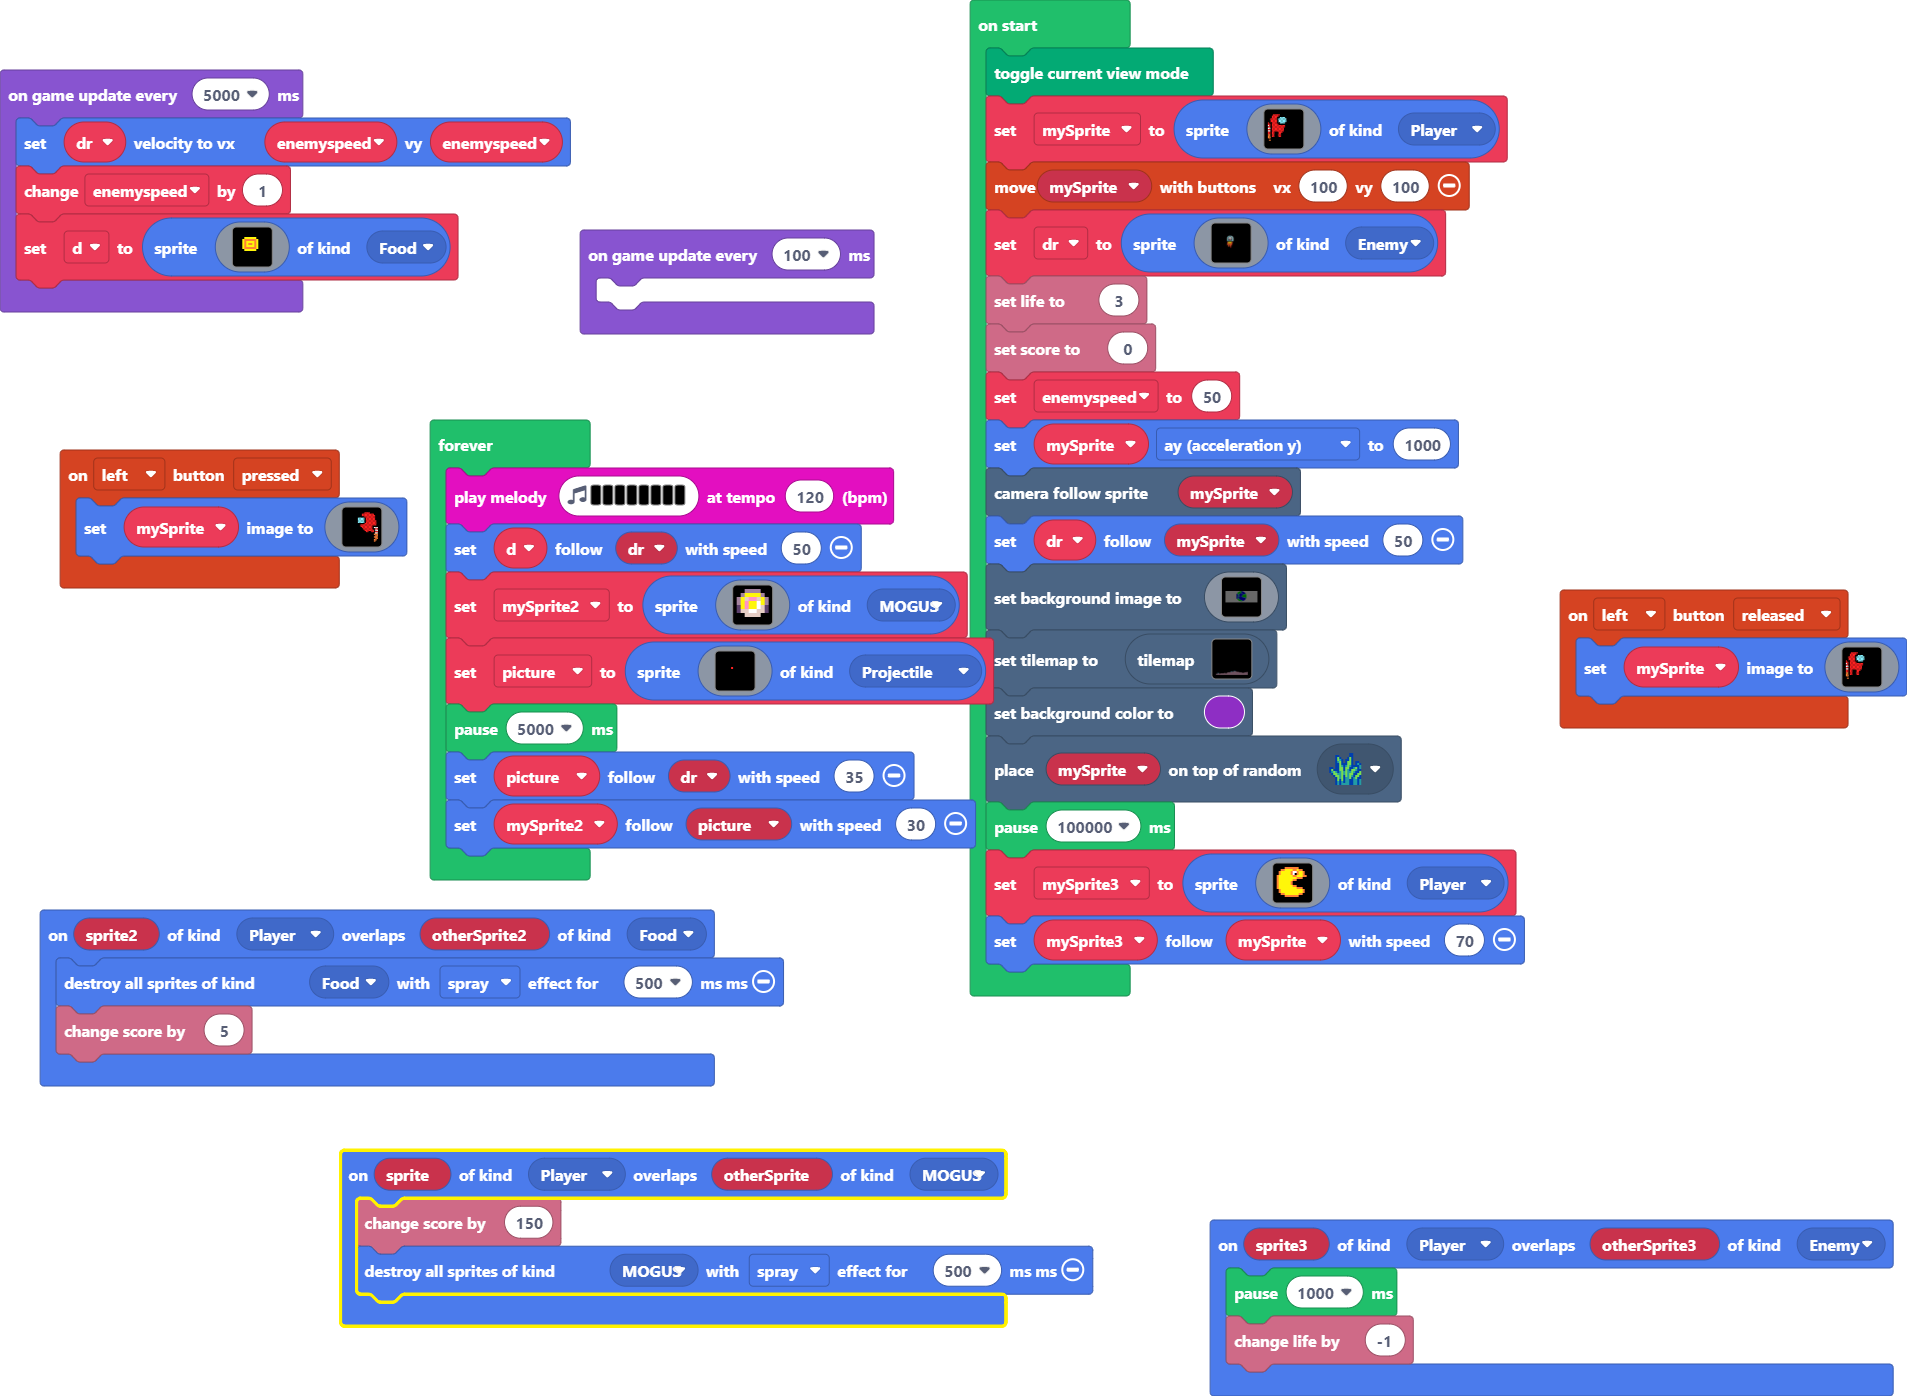 on game update every 5000 ms
set dr velocity to vx enemyspeed vy enemyspeed
change enemyspeed by 1
set d to sprite of kind Food
on game update every 100 ms
on left button pressed
set mySprite image to
forever
play melody at tempo 120 (bpm)
set d follow dr with speed 50
set mySprite2 to sprite of kind MOGUS
set picture to sprite of kind Projectile
pause 5000 ms
set picture follow dr with speed 35
set mySprite2 follow picture with speed 30
on start
toggle current view mode
set mySprite to sprite of kind Player
move mySprite with buttons vx 100 vy 100
set dr to sprite of kind Enemy
set life to 3
set score to 0
set enemyspeed to 50
set mySprite ay (acceleration y) to 1000
camera follow sprite mySprite
set dr follow mySprite with speed 50
set background image to
set tilemap to tilemap
set background color to
place mySprite on top of random
pause 100000 ms
set mySprite3 to sprite of kind Player
set mySprite3 follow mySprite with speed 70
on left button released
set mySprite image to
on sprite2 of kind Player overlaps otherSprite2 of kind Food
destroy all sprites of kind Food with spray effect for 500 ms ms
change score by 5
on sprite of kind Player overlaps otherSprite of kind MOGUS
change score by 150
destroy all sprites of kind MOGUS with spray effect for 500 ms ms
on sprite3 of kind Player overlaps otherSprite3 of kind Enemy
pause 1000 ms
change life by -1